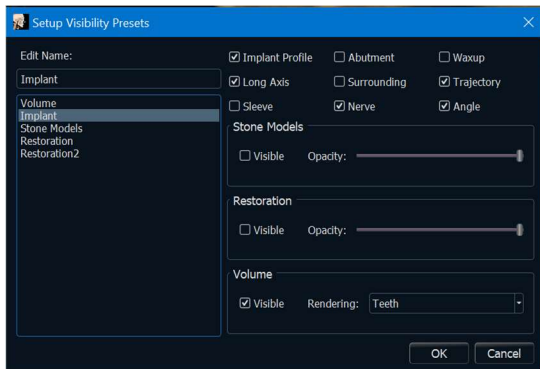 Setup Visibility Presets
Edit Name:
Implant
Volume
Implant
Stone Models
Restoration
Restoration2
Implant Profile Abutment Waxup
Long Axis Surrounding Trajectory
Sleeve Nerve Angle
Stone Models
Visible Opacity:
Restoration
Visible Opacity:
Volume
Visible Rendering: Teeth
OK Cancel